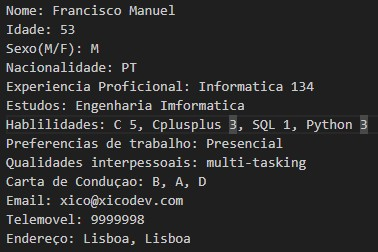 Nome: Francisco Manuel
Idade: 53
Sexo(M/F): M
Nacionalidade: PT
Experiencia Proficional: Informatica 134
Estudos: Engenharia Imformatica
Hablilidades: C 5, Cplusplus 3, SQL 1, Python 3
Preferencias de trabalho: Presencial
Qualidades interpessoais: multi-tasking
Carta de Conduçao: B, A, D
Email: xico@xicodev.com
Telemovel: 9999998
Endereço: Lisboa, Lisboa